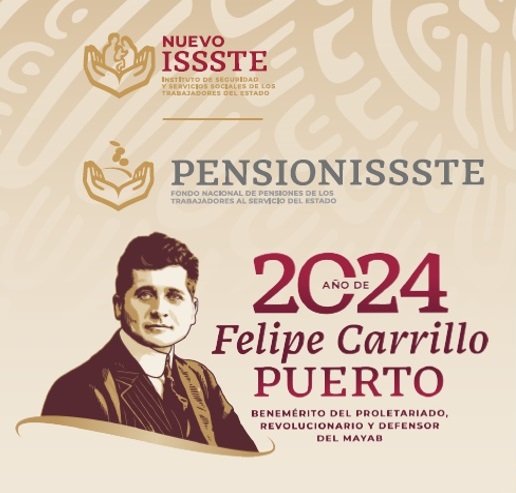 NUEVO
ISSSTE
INSTITUTO DE SEGURIDAD
Y SERVICIOS SOCIALES DE LOS
TRABAJADORES DEL ESTADO
PENSIONISSSTE
FONDO NACIONAL DE PENSIONES DE LOS
TRABAJADORES AL SERVICIO DEL ESTADO
2024
AÑO DE
Felipe Carrillo
PUERTO
BENEMÉRITO DEL PROLETARIADO,
REVOLUCIONARIO Y DEFENSOR
DEL MAYAB